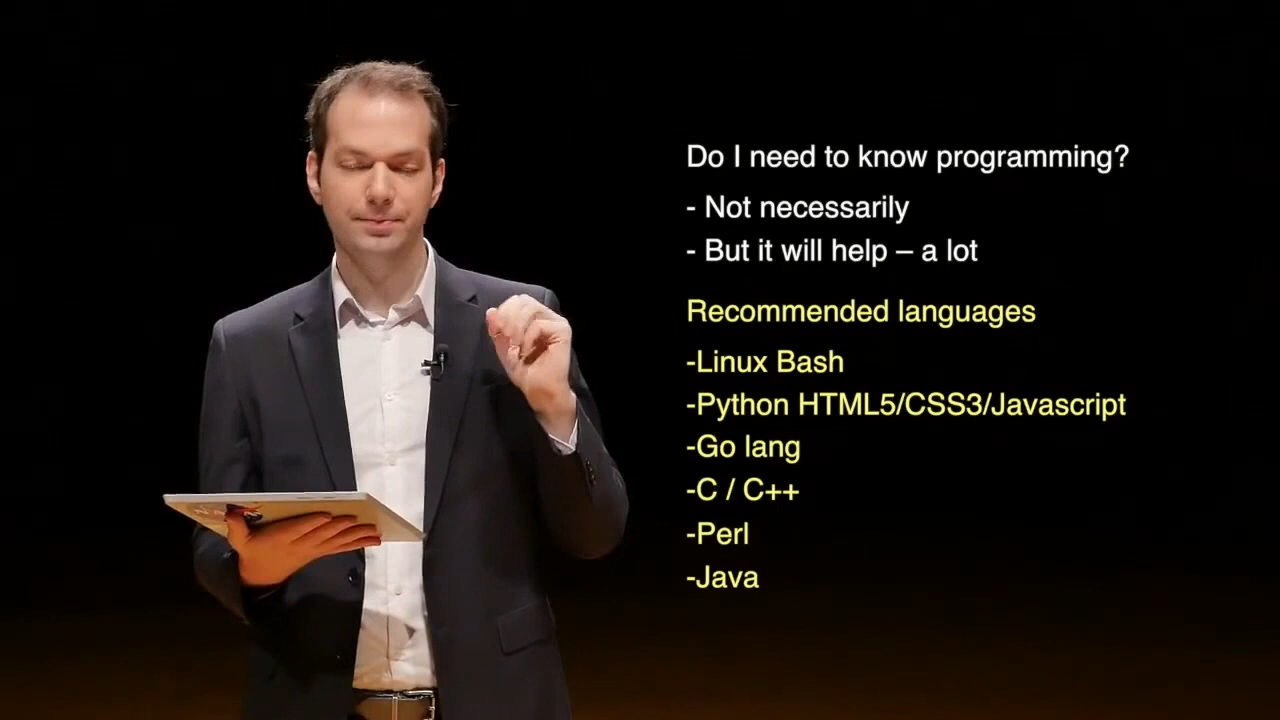 Do I need to know programming?
- Not necessarily
- But it will help – a lot
Recommended languages
-Linux Bash
-Python HTML5/CSS3/Javascript
-Go lang
-C / C++
-Perl
-Java